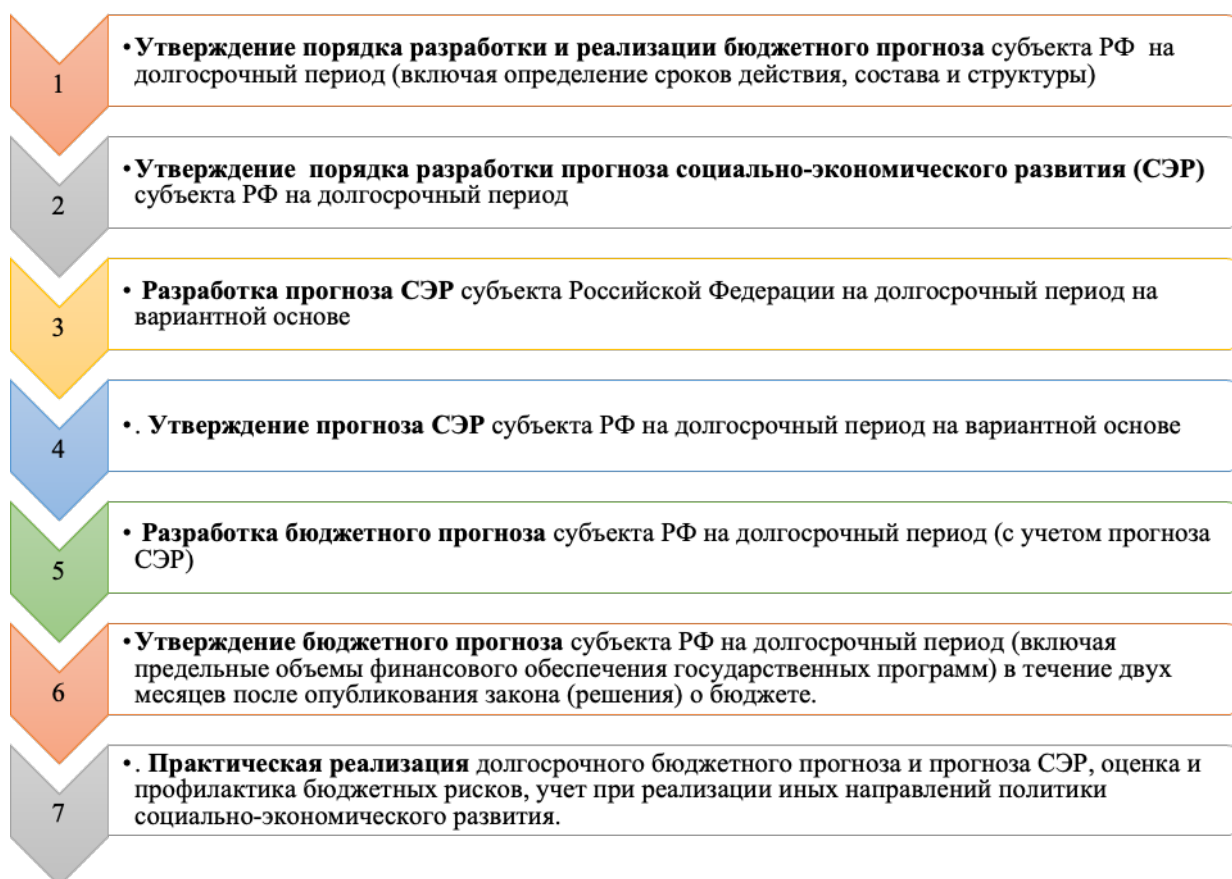 1
• Утверждение порядка разработки и реализации бюджетного прогноза субъекта РФ на
долгосрочный период (включая определение сроков действия, состава и структуры)
2
• Утверждение порядка разработки прогноза социально-экономического развития (СЭР)
субъекта РФ на долгосрочный период
3
• Разработка прогноза СЭР субъекта Российской Федерации на долгосрочный период на
вариантной основе
4
•. Утверждение прогноза СЭР субъекта РФ на долгосрочный период на вариантной основе
5
• Разработка бюджетного прогноза субъекта РФ на долгосрочный период (с учетом прогноза
СЭР)
6
• Утверждение бюджетного прогноза субъекта РФ на долгосрочный период (включая
предельные объемы финансового обеспечения государственных программ) в течение двух
месяцев после опубликования закона (решения) о бюджете.
7
•. Практическая реализация долгосрочного бюджетного прогноза и прогноза СЭР, оценка и
профилактика бюджетных рисков, учет при реализации иных направлений политики
социально-экономического развития.